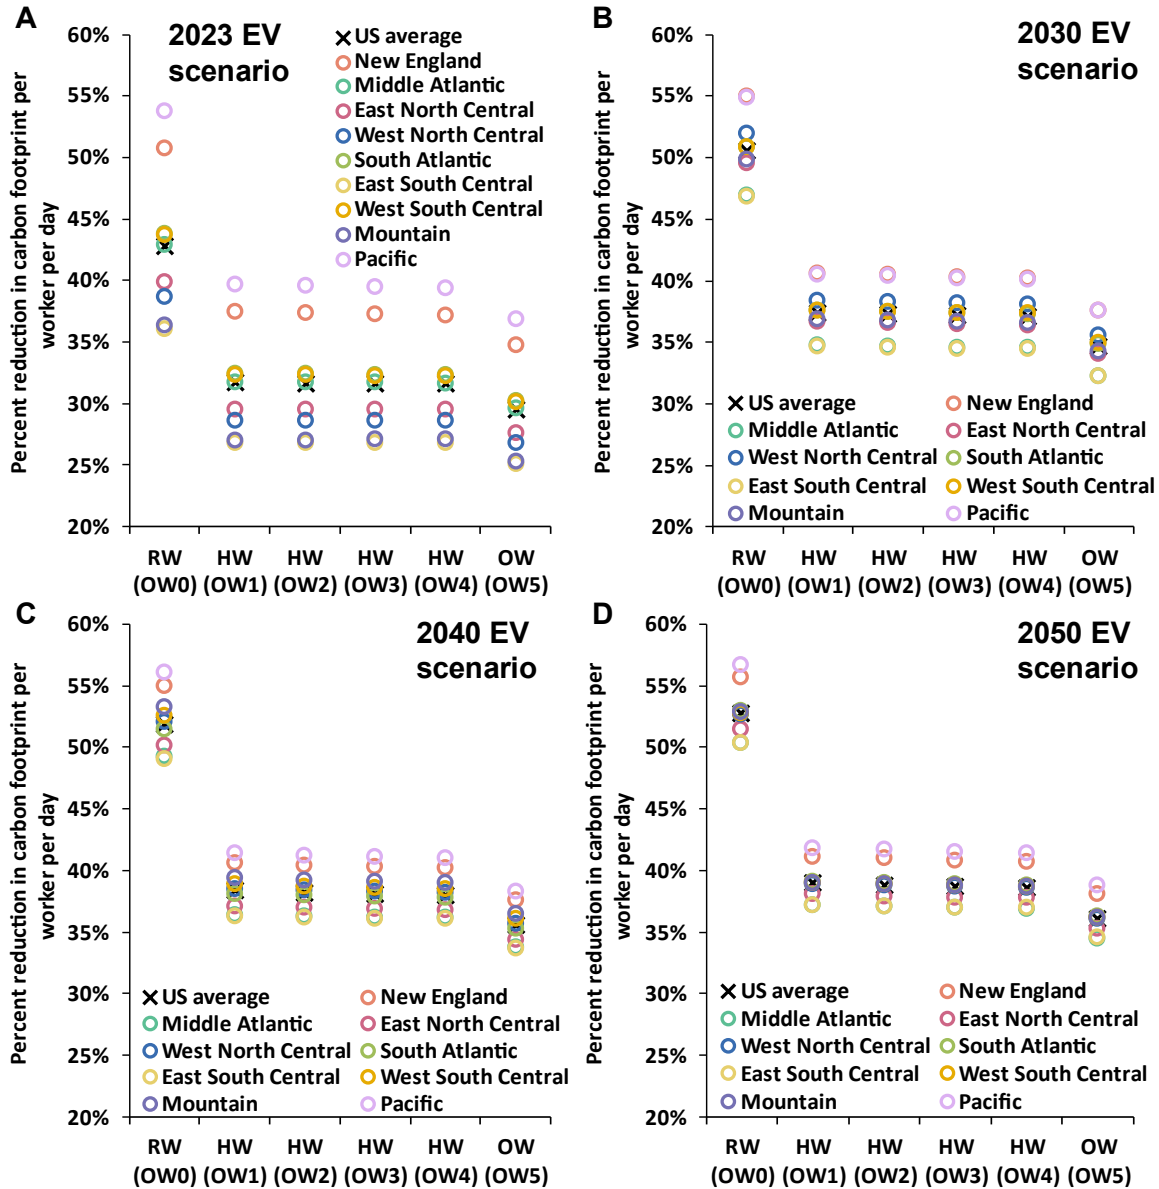 A
2023 EV
scenario
Percent reduction in carbon footprint per
worker per day
60%
55%
50%
45%
40%
35%
30%
25%
20%
US average
New England
Middle Atlantic
East North Central
West North Central
South Atlantic
East South Central
West South Central
Mountain
Pacific
RW HW HW HW HW OW
(OW0) (OW1) (OW2) (OW3) (OW4) (OW5)
B
2030 EV
scenario
Percent reduction in carbon footprint per
worker per day
60%
55%
50%
45%
40%
35%
30%
25%
20%
US average New England
Middle Atlantic East North Central
West North Central South Atlantic
East South Central West South Central
Mountain Pacific
RW HW HW HW HW OW
(OW0) (OW1) (OW2) (OW3) (OW4) (OW5)
C
2040 EV
scenario
Percent reduction in carbon footprint per
worker per day
60%
55%
50%
45%
40%
35%
30%
25%
20%
US average New England
Middle Atlantic East North Central
West North Central South Atlantic
East South Central West South Central
Mountain Pacific
RW HW HW HW HW OW
(OW0) (OW1) (OW2) (OW3) (OW4) (OW5)
D
2050 EV
scenario
Percent reduction in carbon footprint per
worker per day
60%
55%
50%
45%
40%
35%
30%
25%
20%
US average New England
Middle Atlantic East North Central
West North Central South Atlantic
East South Central West South Central
Mountain Pacific
RW HW HW HW HW OW
(OW0) (OW1) (OW2) (OW3) (OW4) (OW5)